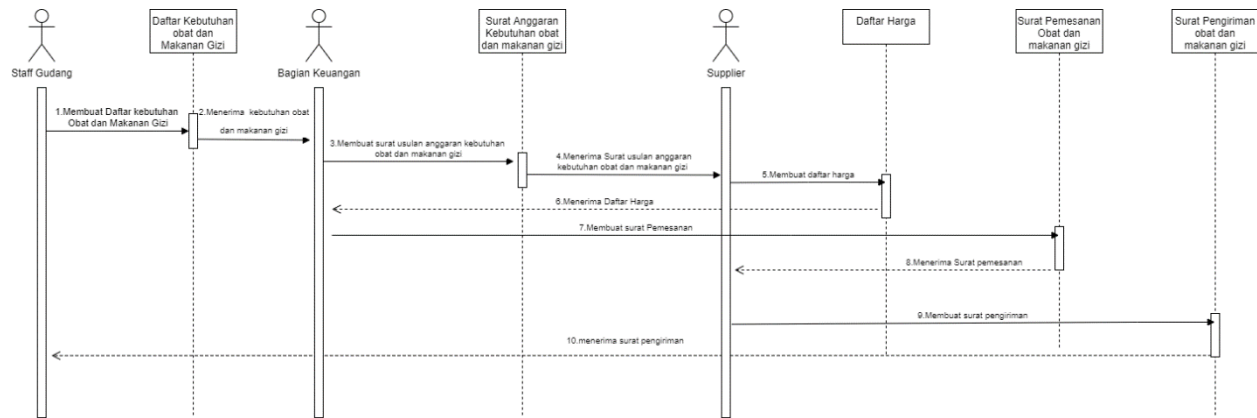 Daftar Kebutuhan
obat dan
Makanan Gizi
Surat Anggaran
Kebutuhan obat
dan makanan gizi
Daftar Harga
Surat Pemesanan
Obat dan
makanan gizi
Surat Pengiriman
obat dan
makanan gizi
Staff Gudang
Bagian Keuangan
Supplier
1.Membuat Daftar kebutuhan
Obat dan Makanan Gizi
2.Menerima kebutuhan obat
dan makanan gizi
3.Membuat surat usulan anggaran kebutuhan
obat dan makanan gizi
4.Menerima Surat usulan anggaran
kebutuhan obat dan makanan gizi
5.Membuat daftar harga
6.Menerima Daftar Harga
7.Membuat surat Pemesanan
8.Menerima Surat pemesanan
9.Membuat surat pengiriman
10.menerima surat pengiriman